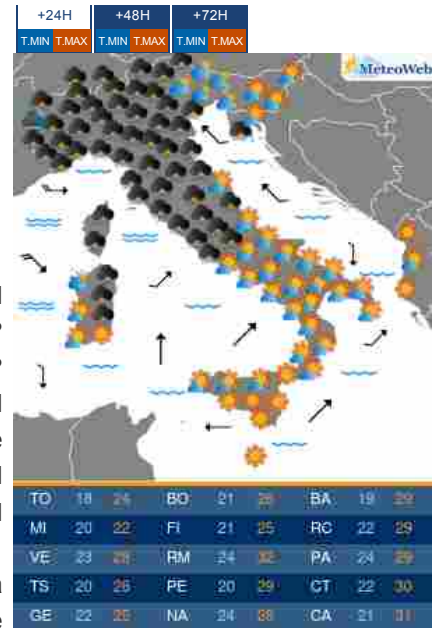 +24H +48H +72H
T.MIN T.MAX T.MIN T.MAX T.MIN T.MAX
MeteoWeb
TO 18 24 BO 21 26 BA 19 29
MI 20 22 FI 21 25 RC 22 29
VE 23 28 RM 24 32 PA 24 29
TS 20 26 PE 20 29 CT 22 30
GE 22 25 NA 24 38 CA 21 31